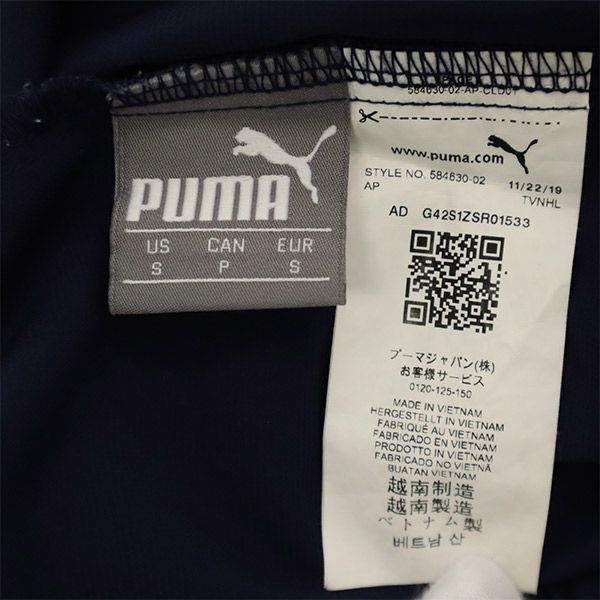 PUMA
US CAN EUR
S P S
PAGE
584630-02-AP-CLD01
www.puma.com
STYLE NO. 584630-02 11/22/19
AP TVNHL
AD G42S1ZSR01533
プーマジャパン(株)
お客様サービス
0120-125-150
MADE IN VIETNAM
HERGESTELLT IN VIETNAM
FABRIQUÉ AU VIETNAM
FABRICADO EN VIETNAM
PRODOTTO IN VIETNAM
FABRICADO NO VIETNÃ
BUATAN VIETNAM
越南制造
越南製造
ベトナム製
베트남 산